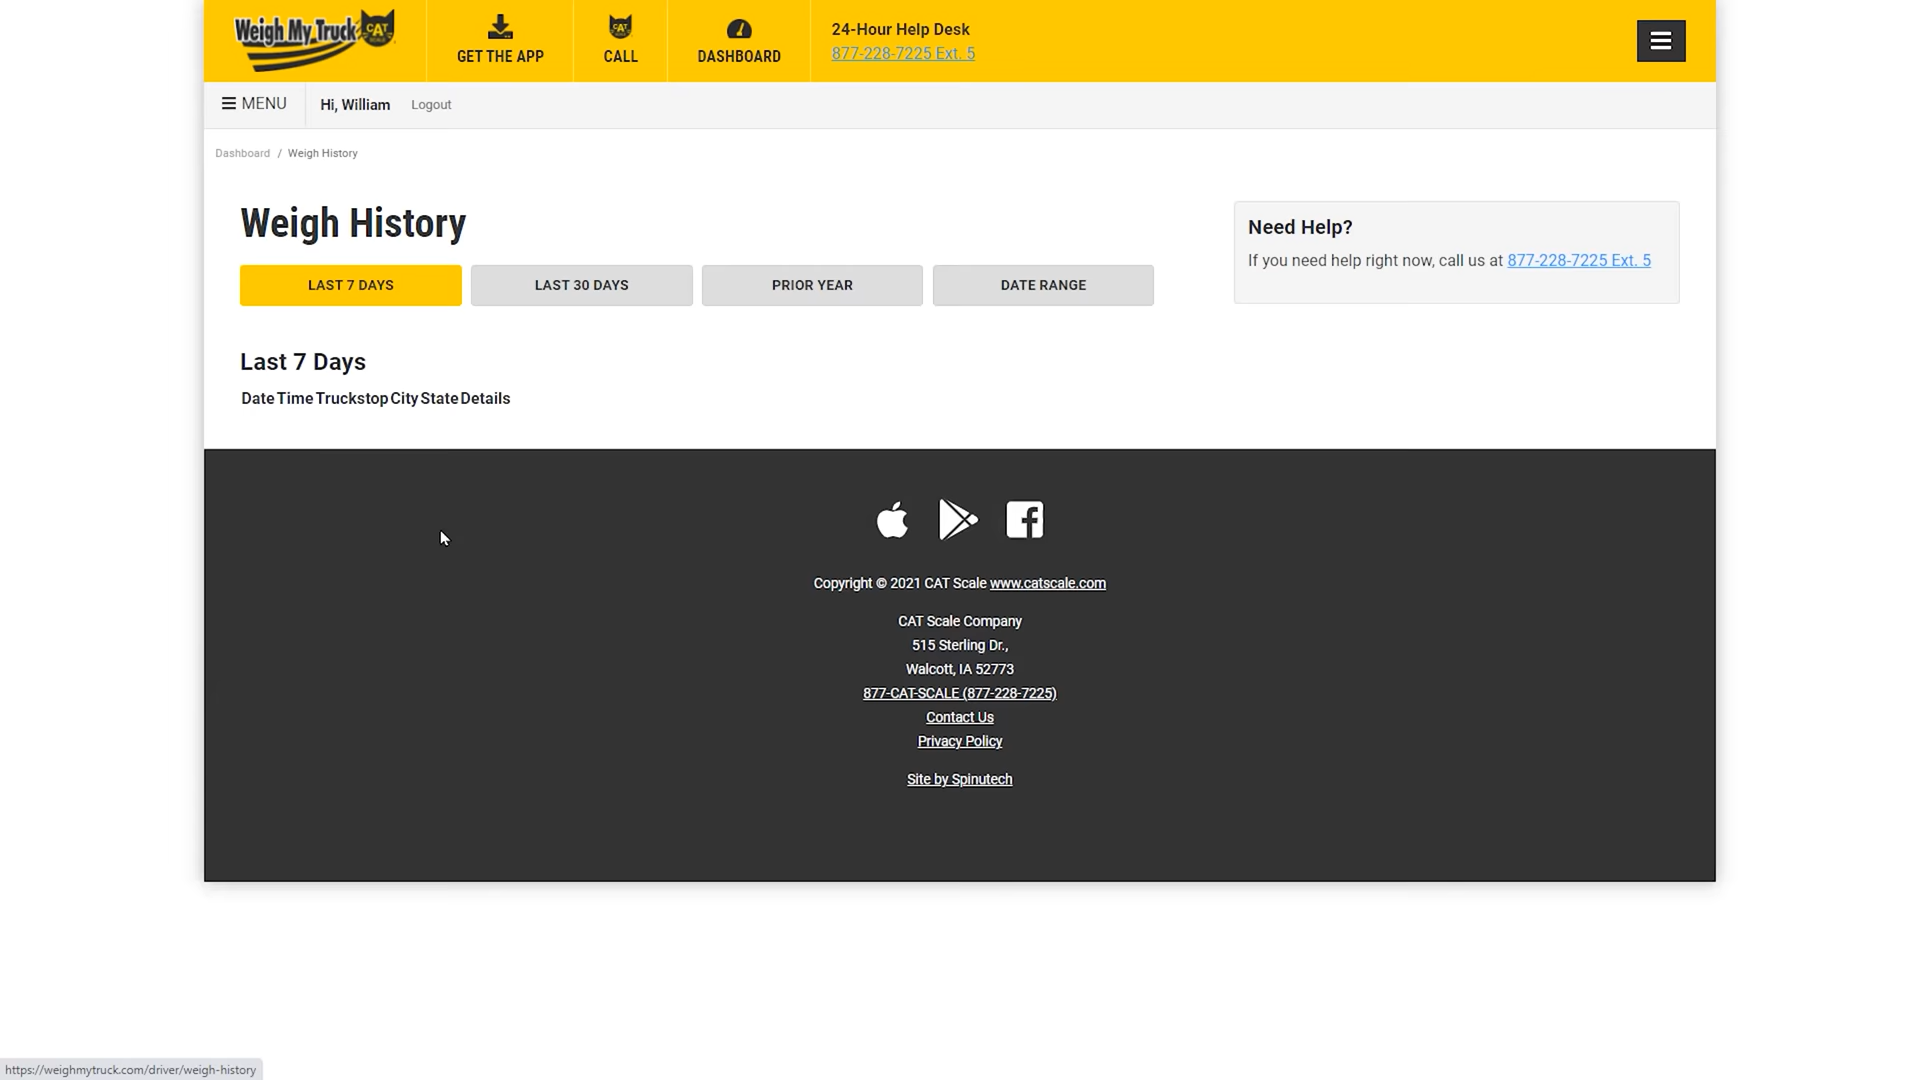 Weigh My Truck CAT SCALE
GET THE APP
CAT SCALE
CALL
DASHBOARD
24-Hour Help Desk
877-228-7225 Ext. 5
MENU
Hi, William
Logout
Dashboard / Weigh History
Weigh History
LAST 7 DAYS
LAST 30 DAYS
PRIOR YEAR
DATE RANGE
Need Help?
If you need help right now, call us at 877-228-7225 Ext. 5
Last 7 Days
Date Time Truckstop City State Details
Copyright © 2021 CAT Scale www.catscale.com
CAT Scale Company
515 Sterling Dr.,
Walcott, IA 52773
877-CAT-SCALE (877-228-7225)
Contact Us
Privacy Policy
Site by Spinutech
https://weighmytruck.com/driver/weigh-history